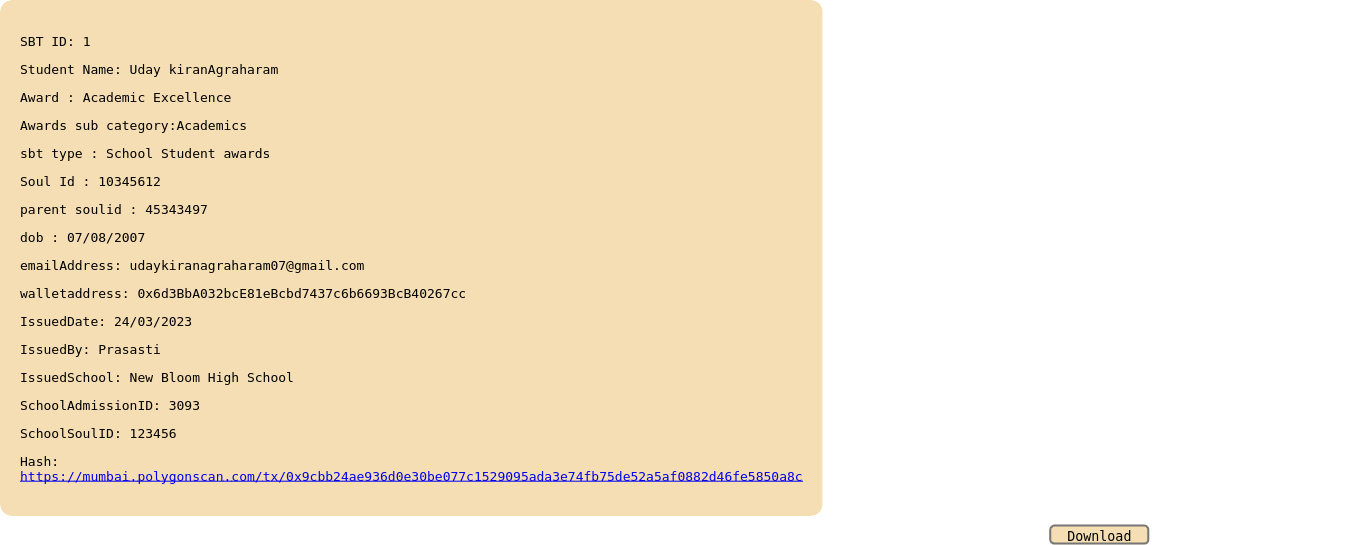 SBT ID: 1
Student Name: Uday kiranAgraharam
Award : Academic Excellence
Awards sub category:Academics
sbt type : School Student awards
Soul Id : 10345612
parent soulid : 45343497
dob : 07/08/2007
emailAddress: udaykiranagraharam07@gmail.com
walletaddress: 0x6d3BbA032bcE81eBcbd7437c6b6693BcB40267cc
IssuedDate: 24/03/2023
IssuedBy: Prasasti
IssuedSchool: New Bloom High School
SchoolAdmissionID: 3093
SchoolSoulID: 123456
Hash:
https://mumbai.polygonscan.com/tx/0x9cbb24ae936d0e30be077c1529095ada3e74fb75de52a5af0882d46fe5850a8c
Download